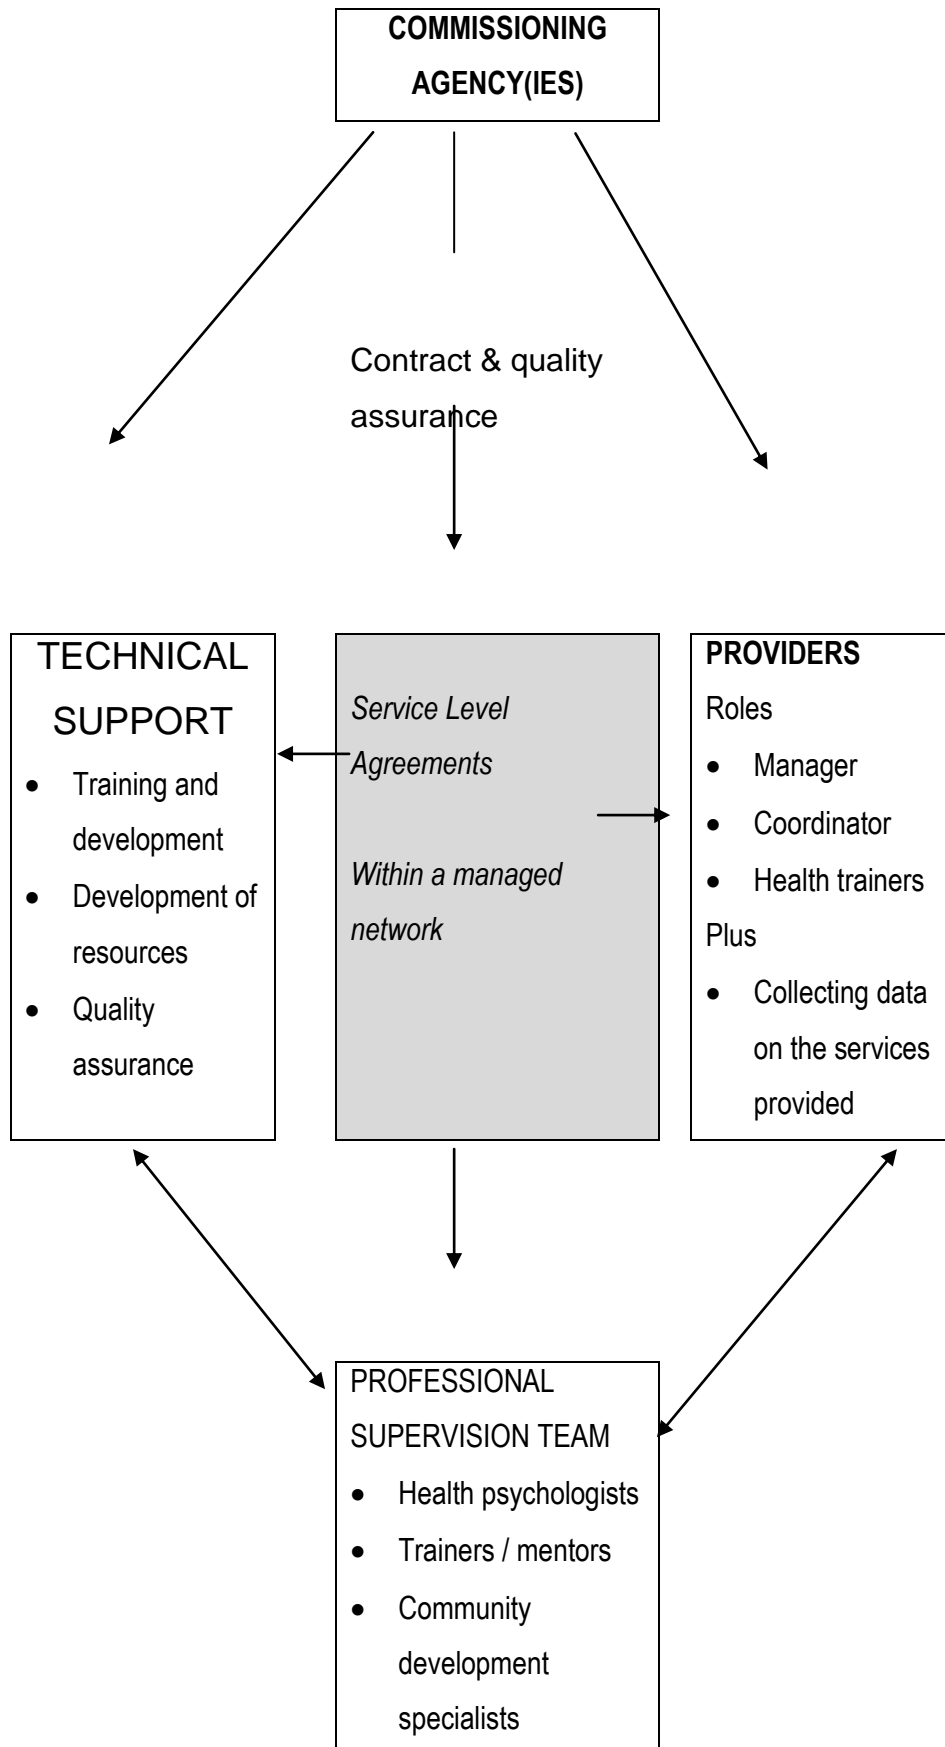 COMMISSIONING
AGENCY(IES)
Contract & quality
assurance
TECHNICAL
SUPPORT
• Training and
development
• Development of
resources
• Quality
assurance
Service Level
Agreements
Within a managed
network
PROVIDERS
Roles
• Manager
• Coordinator
• Health trainers
Plus
• Collecting data
on the services
provided
PROFESSIONAL
SUPERVISION TEAM
• Health psychologists
• Trainers / mentors
• Community
development
specialists